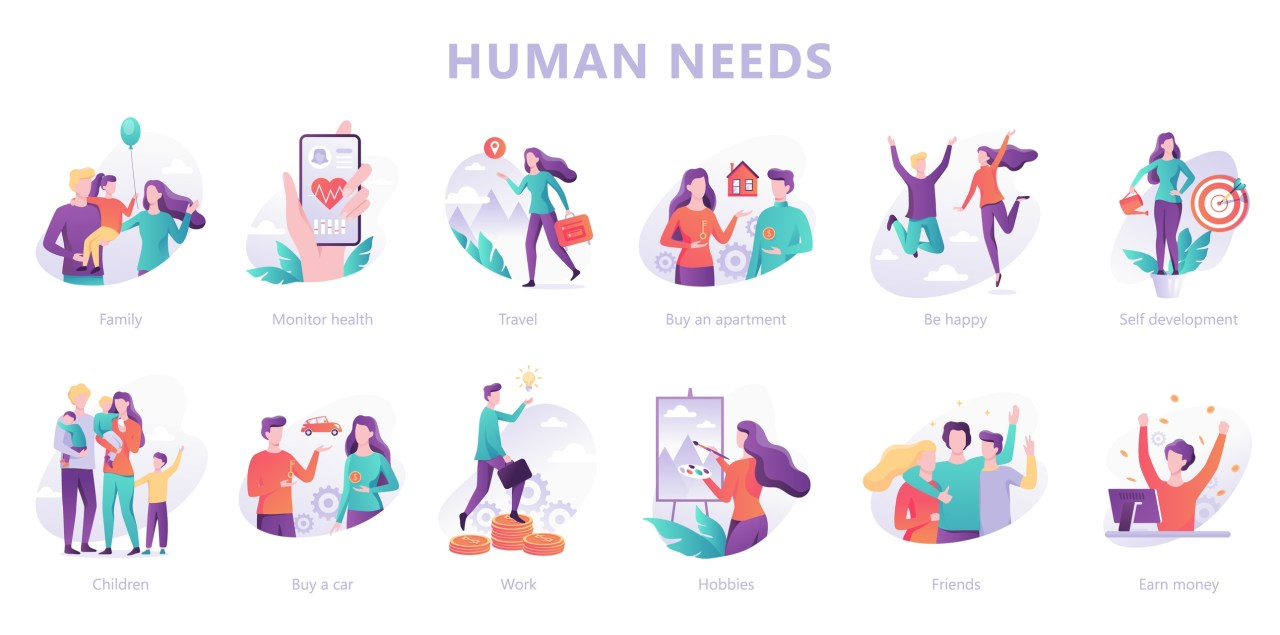 HUMAN NEEDS
Family
Monitor health
Travel
Buy an apartment
Be happy
Self development
Children
Buy a car
Work
Hobbies
Friends
Earn money